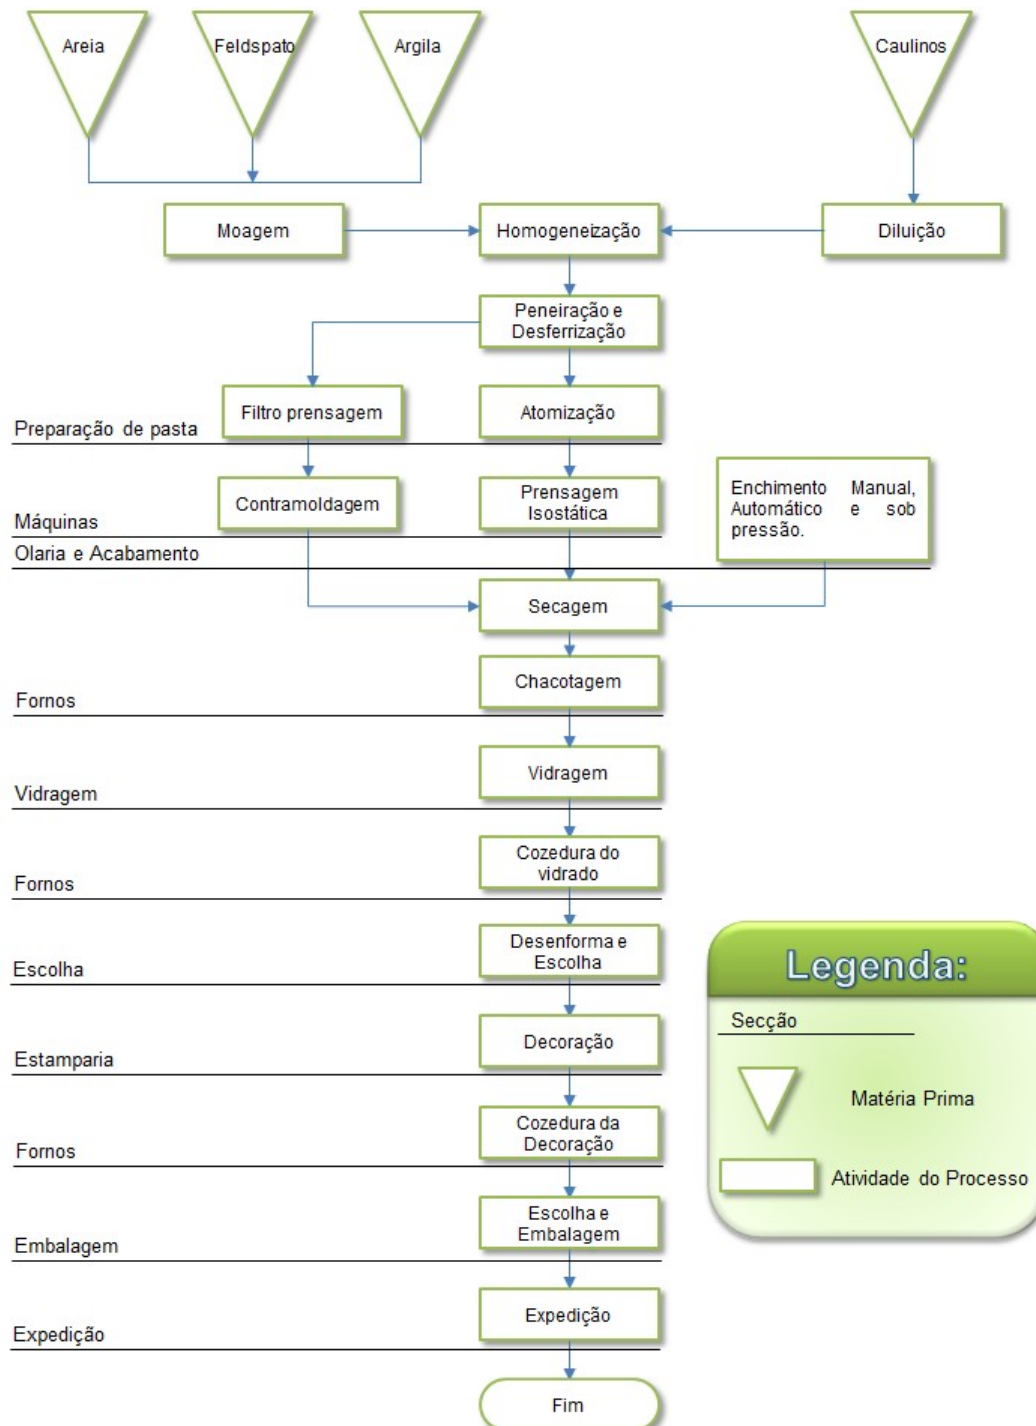 Areia
Feldspato
Argila
Caulinos
Moagem
Homogeneização
Diluição
Peneiração e
Desferrização
Filtro prensagem
Atomização
Preparação de pasta
Contramoldagem
Prensagem
Isostática
Enchimento Manual,
Automático e sob
pressão.
Máquinas
Olaria e Acabamento
Secagem
Chacotagem
Fornos
Vidragem
Vidragem
Cozedura do
vidrado
Fornos
Desenforma e
Escolha
Escolha
Decoração
Estamparia
Cozedura da
Decoração
Fornos
Escolha e
Embalagem
Embalagem
Expedição
Expedição
Fim
Legenda:
Secção
Matéria Prima
Atividade do Processo